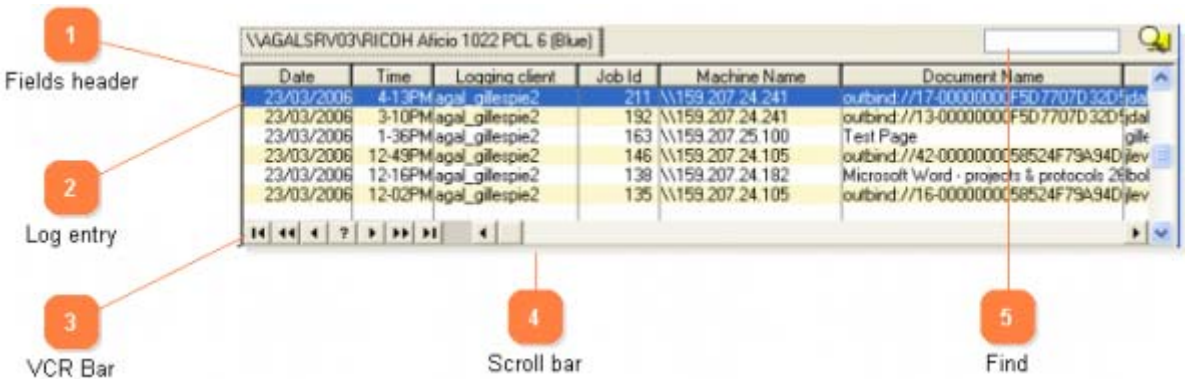 1
Fields header
2
Log entry
3
VCR Bar
4
Scroll bar
5
Find
\\AGALSRV03\RICOH Aficio 1022 PCL 6 (Blue)
Date Time Logging client Job Id Machine Name Document Name
23/03/2006 4-13PM agal_gillespie2 211 \\159.207.24.241 outbind://17-00000000F5D7707D32D5 jdal
23/03/2006 3-10PM agal_gillespie2 192 \\159.207.24.241 outbind://13-00000000F5D7707D32D5 jdal
23/03/2006 1-36PM agal_gillespie2 163 \\159.207.25.100 Test Page gille
23/03/2006 12-49PM agal_gillespie2 146 \\159.207.24.105 outbind://42-0000000058524F79A94D jlev
23/03/2006 12-16PM agal_gillespie2 138 \\159.207.24.182 Microsoft Word - projects & protocols
23/03/2006 12-02PM agal_gillespie2 135 \\159.207.24.105 outbind://16-0000000058524F79A94D jlev
?